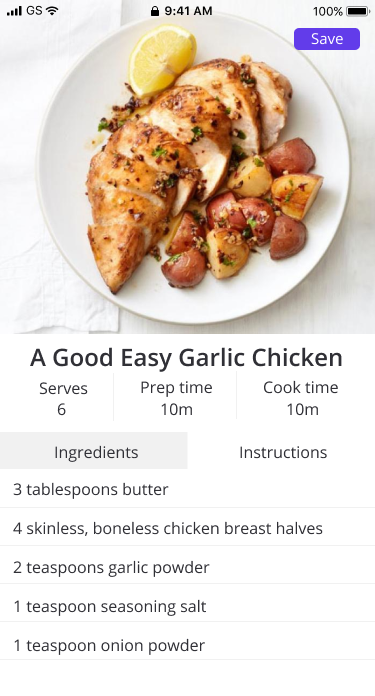 GS 9:41 AM 100%
Save
A Good Easy Garlic Chicken
Serves Prep time Cook time
6 10m 10m
Ingredients Instructions
3 tablespoons butter
4 skinless, boneless chicken breast halves
2 teaspoons garlic powder
1 teaspoon seasoning salt
1 teaspoon onion powder